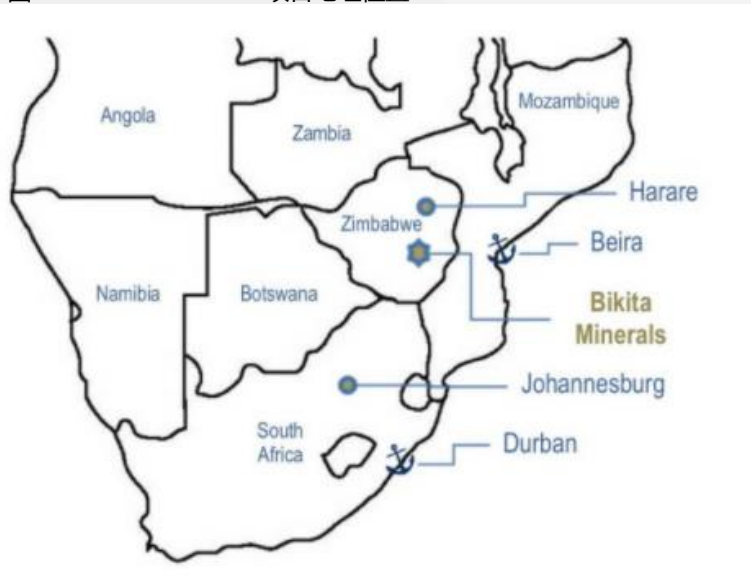 Angola
Mozambique
Zambia
Harare
Zimbabwe
Beira
Namibia
Botswana
Bikita
Minerals
Johannesburg
South
Africa
Durban